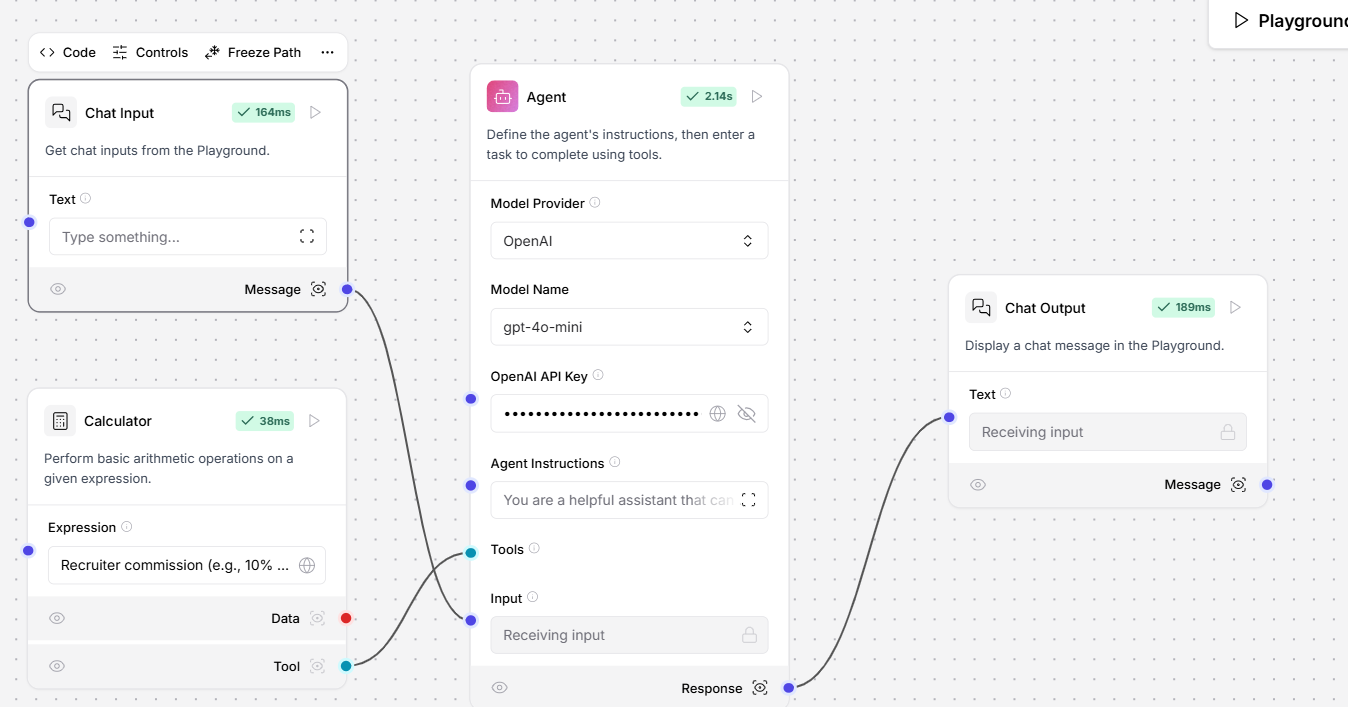 Playground
Code Controls Freeze Path ...
Chat Input 164ms
Get chat inputs from the Playground.
Text
Type something...
Message
Calculator 38ms
Perform basic arithmetic operations on a
given expression.
Expression
Recruiter commission (e.g., 10% ...
Data
Tool
Agent 2.14s
Define the agent's instructions, then enter a
task to complete using tools.
Model Provider
OpenAI
Model Name
gpt-4o-mini
OpenAI API Key
•••••••••••••••••••••••••
Agent Instructions
You are a helpful assistant that can
Tools
Input
Receiving input
Response
Chat Output 189ms
Display a chat message in the Playground.
Text
Receiving input
Message